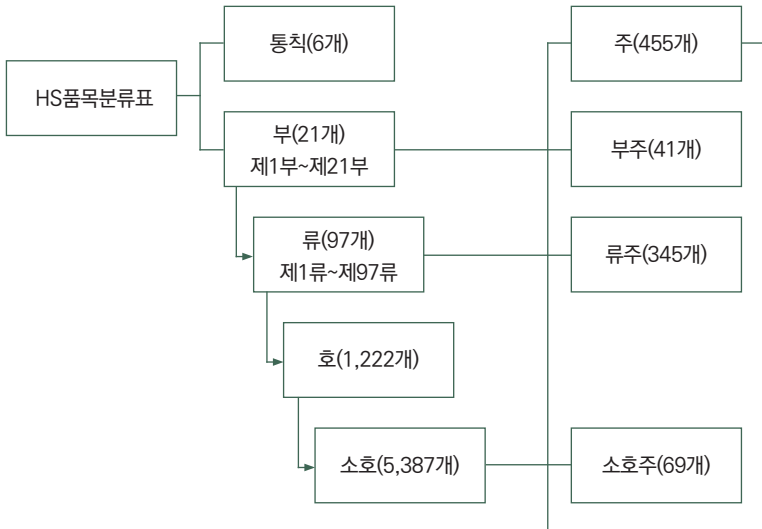 통칙(6개)
주(455개)
HS품목분류표
부(21개)
제1부~제21부
부주(41개)
류(97개)
제1류~제97류
류주(345개)
호(1,222개)
소호(5,387개)
소호주(69개)